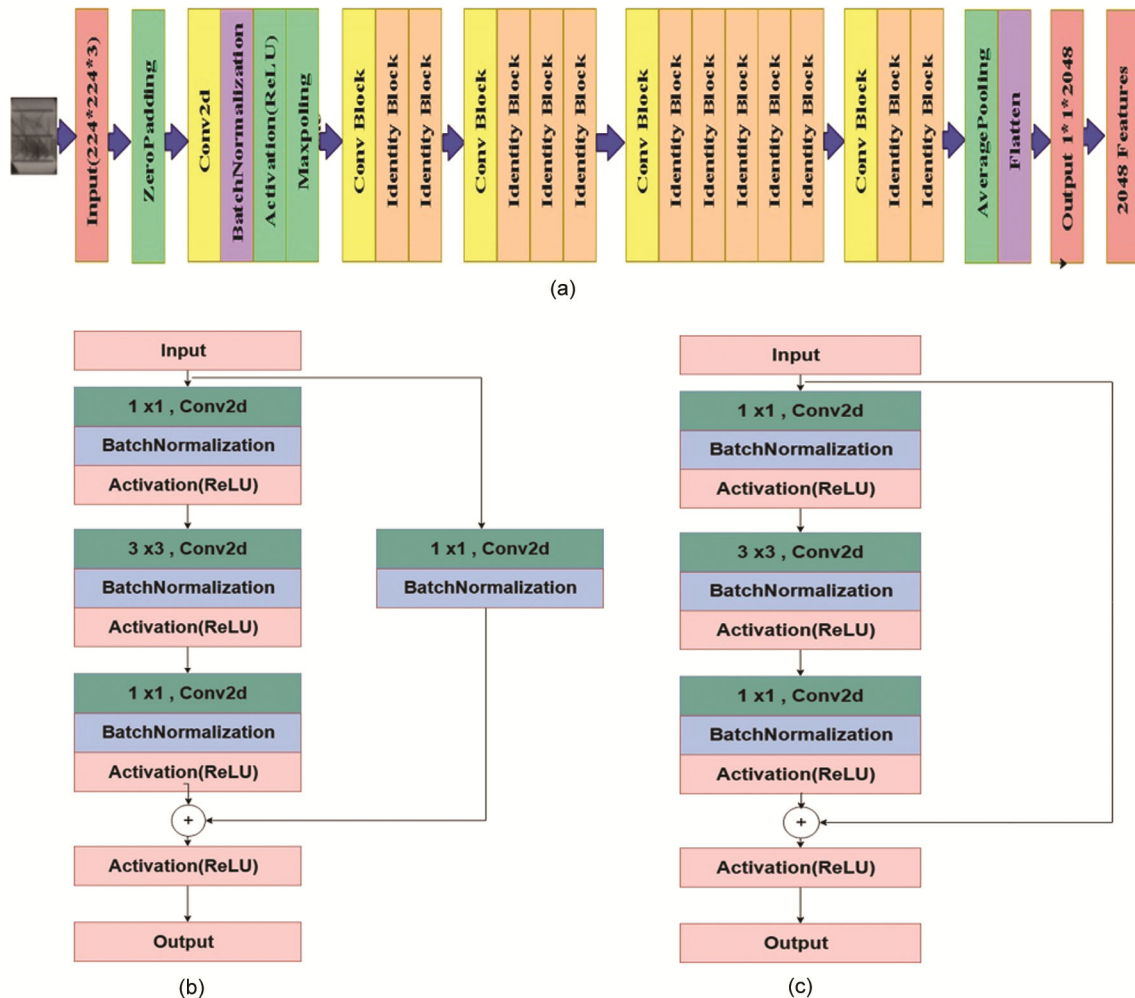 Input(224*224*3)
ZeroPadding
Conv2d
BatchNormalization
Activation(ReLU)
Maxpoling
Conv Block
Identity Block
Identity Block
Conv Block
Identity Block
Identity Block
Identity Block
Conv Block
Identity Block
Identity Block
Identity Block
Identity Block
Identity Block
Conv Block
Identity Block
Identity Block
AveragePooling
Flatten
Output 1*1*2048
2048 Features
(a)
Input
1 x1 , Conv2d
BatchNormalization
Activation(ReLU)
3 x3 , Conv2d
BatchNormalization
Activation(ReLU)
1 x1 , Conv2d
BatchNormalization
Activation(ReLU)
+
Activation(ReLU)
Output
1 x1 , Conv2d
BatchNormalization
(b)
Input
1 x1 , Conv2d
BatchNormalization
Activation(ReLU)
3 x3 , Conv2d
BatchNormalization
Activation(ReLU)
1 x1 , Conv2d
BatchNormalization
Activation(ReLU)
+
Activation(ReLU)
Output
(c)